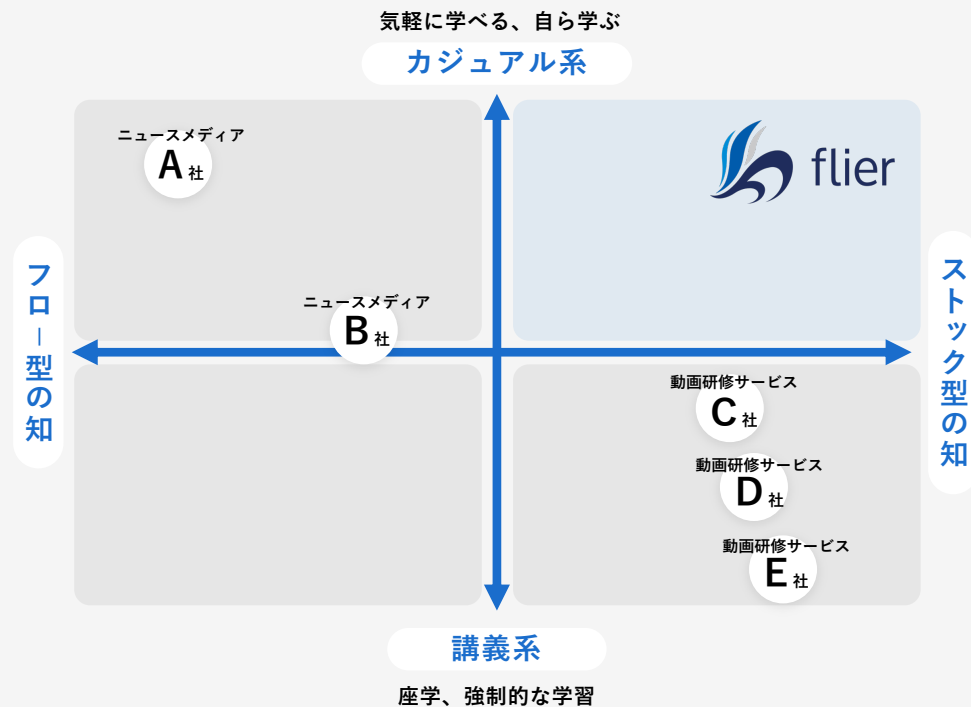 気軽に学べる、自ら学ぶ
カジュアル系
ニュースメディア
A社
flier
ニュースメディア
B社
フロー型の知
ストック型の知
動画研修サービス
C社
動画研修サービス
D社
動画研修サービス
E社
講義系
座学、強制的な学習